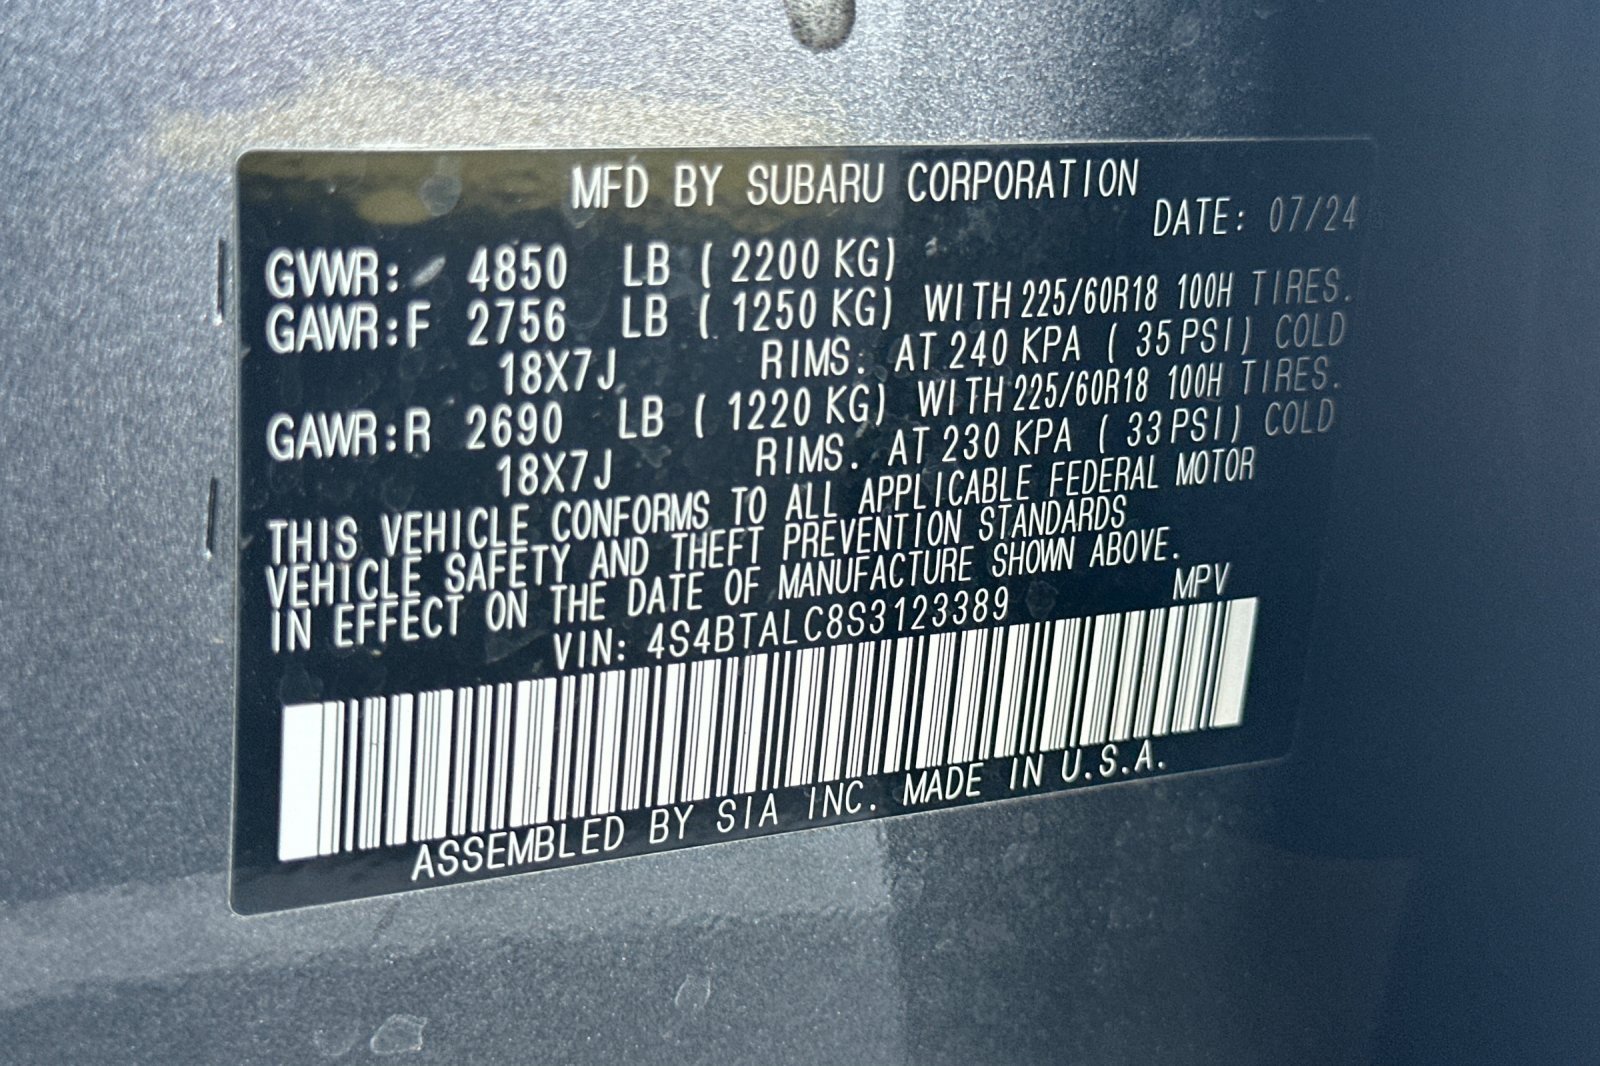 MFD BY SUBARU CORPORATION
DATE: 07/24
GVWR: 4850 LB ( 2200 KG)
GAWR:F 2756 LB ( 1250 KG) WITH 225/60R18 100H TIRES.
18X7J RIMS. AT 240 KPA ( 35 PSI) COLD
GAWR:R 2690 LB ( 1220 KG) WITH 225/60R18 100H TIRES.
18X7J RIMS. AT 230 KPA ( 33 PSI) COLD
THIS VEHICLE CONFORMS TO ALL APPLICABLE FEDERAL MOTOR
VEHICLE SAFETY AND THEFT PREVENTION STANDARDS
IN EFFECT ON THE DATE OF MANUFACTURE SHOWN ABOVE.
VIN: 4S4BTALC8S3123389 MPV
ASSEMBLED BY SIA INC. MADE IN U.S.A.